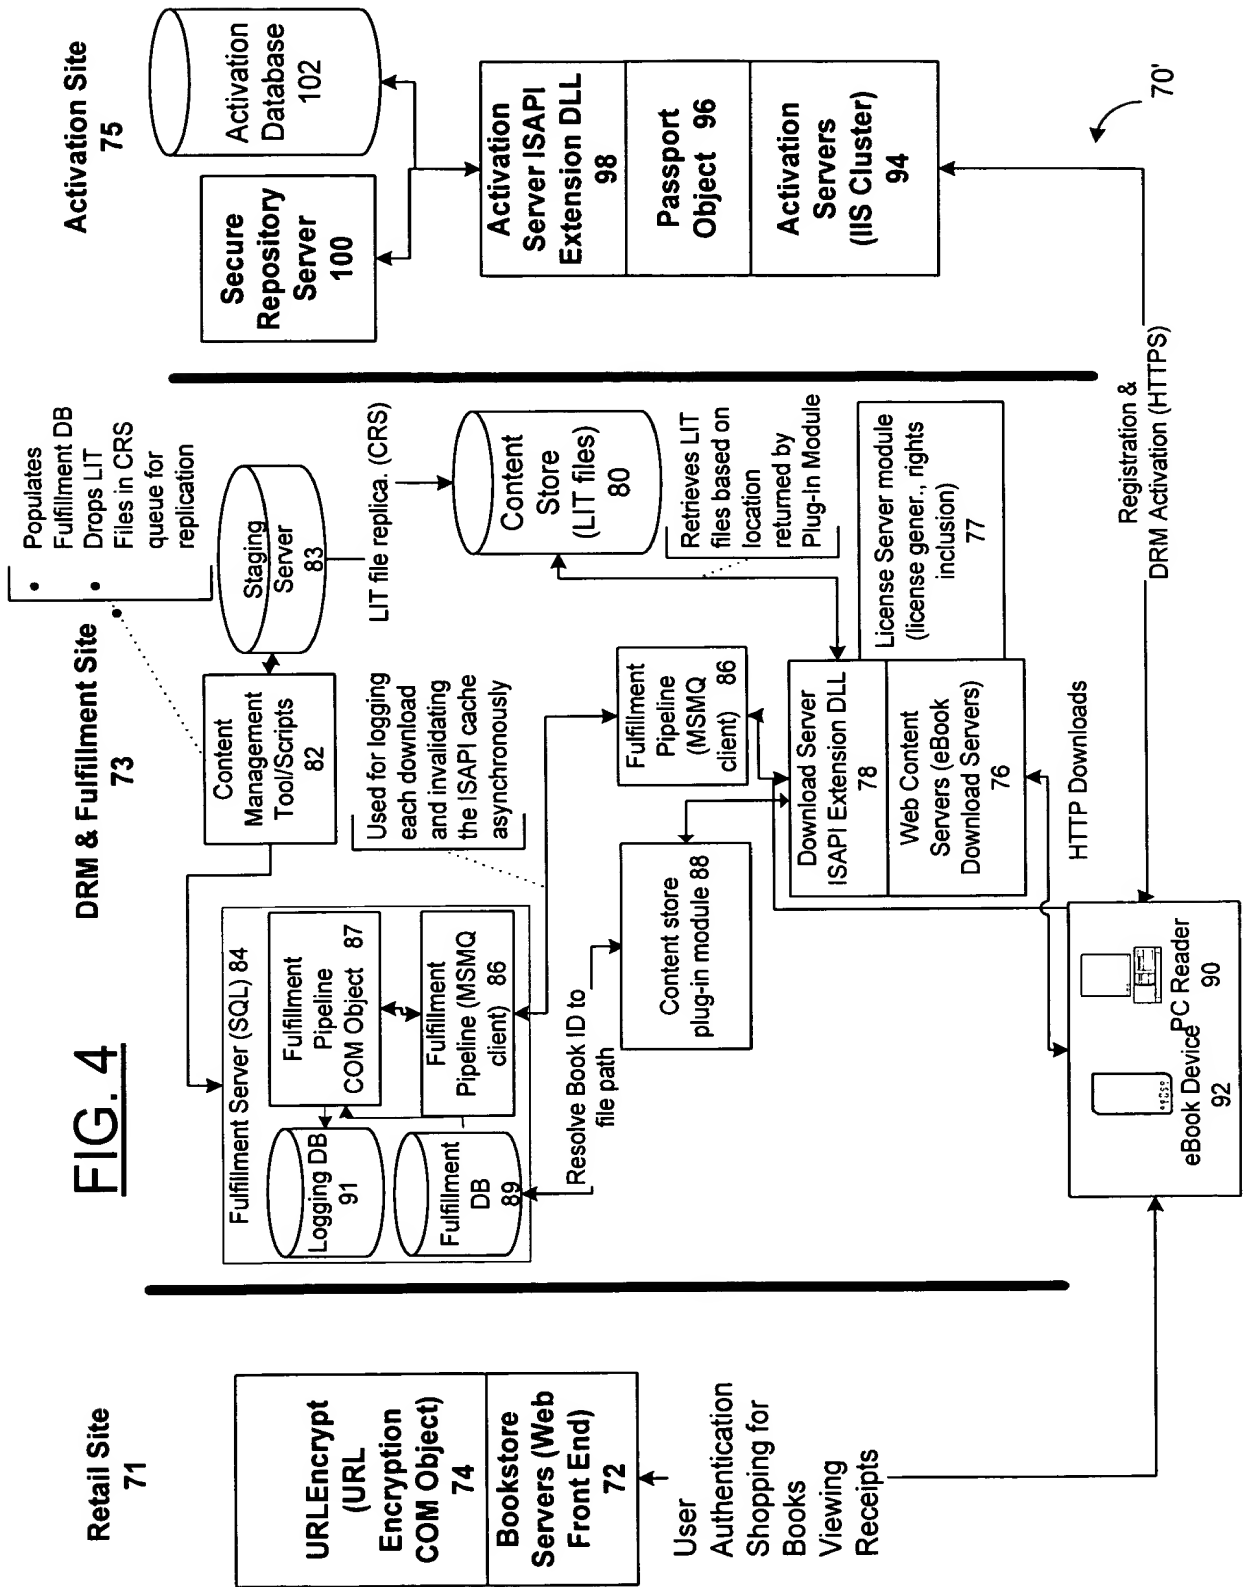 FIG. 4
Retail Site
71
URLEncrypt
(URL
Encryption
COM Object)
74
Bookstore
Servers (Web
Front End)
72
User
Authentication
Shopping for
Books
Viewing
Receipts
DRM & Fulfillment Site
73
• Populates
Fulfillment DB
• Drops LIT
Files in CRS
queue for
replication
•
Content
Management
Tool/Scripts
82
Staging
Server
83
LIT file replica. (CRS)
Fulfillment Server (SQL) 84
Logging DB
91
Fulfillment
Pipeline
COM Object 87
Fulfillment
DB
89
Fulfillment
Pipeline (MSMQ
client) 86
Used for logging
each download
and invalidating
the ISAPI cache
asynchronously
Content
Store
(LIT files)
80
Resolve Book ID to
file path
Content store
plug-in module 88
Fulfillment
Pipeline
(MSMQ
client) 86
Retrieves LIT
files based on
location
returned by
Plug-In Module
Download Server
ISAPI Extension DLL
78
Web Content
Servers (eBook
Download Servers)
76
License Server module
(license gener., rights
inclusion)
77
HTTP Downloads
eBook Device
92
PC Reader
90
Activation Site
75
Secure
Repository
Server
100
Activation
Database
102
Activation
Server ISAPI
Extension DLL
98
Passport
Object 96
Activation
Servers
(IIS Cluster)
94
Registration &
DRM Activation (HTTPS)
70'